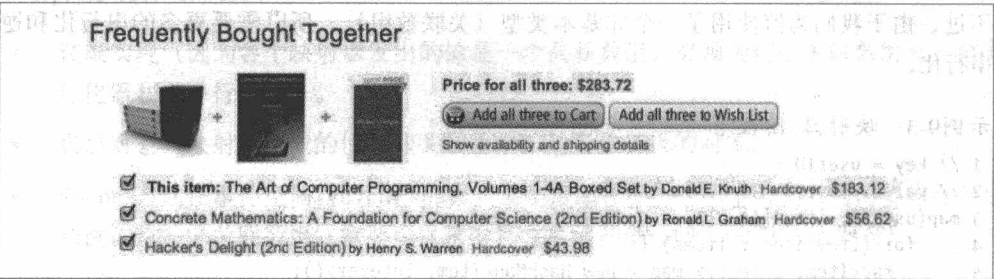 Frequently Bought Together
Price for all three: $283.72
Add all three to Cart Add all three to Wish List
Show availability and shipping details
This item: The Art of Computer Programming, Volumes 1-4A Boxed Set by Donald E. Knuth Hardcover $183.12
Concrete Mathematics: A Foundation for Computer Science (2nd Edition) by Ronald L. Graham Hardcover $56.62
Hacker's Delight (2nd Edition) by Henry S. Warren Hardcover $43.98